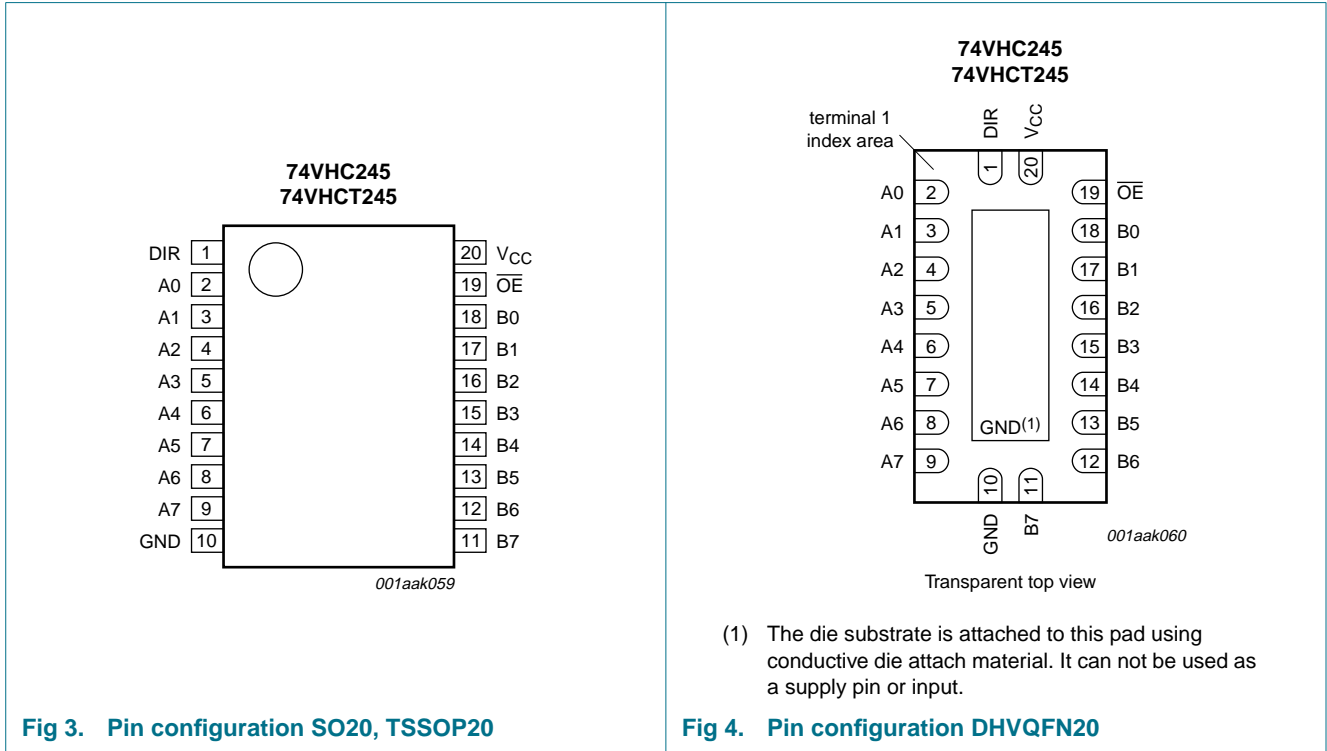 74VHC245
74VHCT245
DIR 1
A0 2
A1 3
A2 4
A3 5
A4 6
A5 7
A6 8
A7 9
GND 10
20 VCC
19 OE
18 B0
17 B1
16 B2
15 B3
14 B4
13 B5
12 B6
11 B7
001aak059
Fig 3. Pin configuration SO20, TSSOP20
74VHC245
74VHCT245
terminal 1
index area
DIR
VCC
1
20
A0 2
A1 3
A2 4
A3 5
A4 6
A5 7
A6 8
A7 9
19 OE
18 B0
17 B1
16 B2
15 B3
14 B4
13 B5
12 B6
GND(1)
10
11
GND
B7
001aak060
Transparent top view
(1) The die substrate is attached to this pad using
conductive die attach material. It can not be used as
a supply pin or input.
Fig 4. Pin configuration DHVQFN20